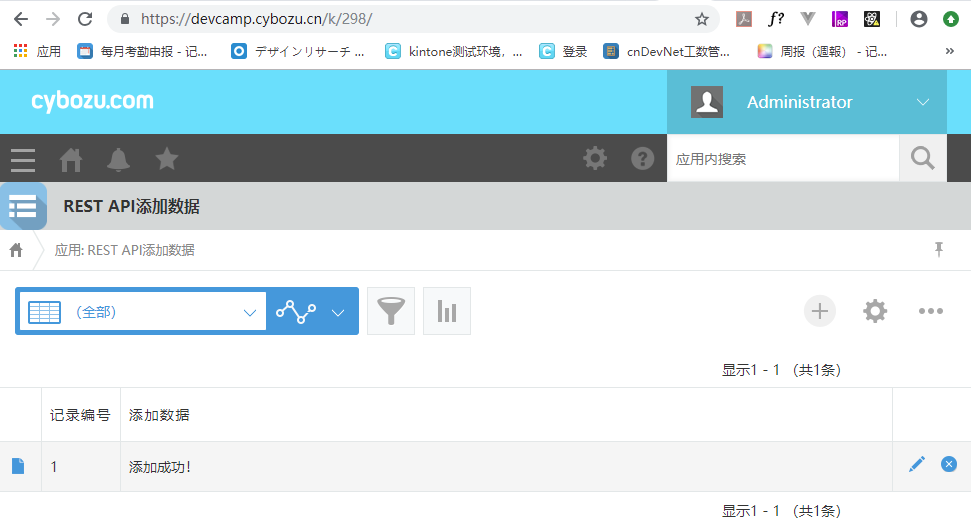 https://devcamp.cybozu.cn/k/298/
f?
RP
应用 每月考勤申报 - 记... デザインリサーチ ... kintone测试环境，... 登录 cnDevNet工数管... 周报（週報） - 记... »
cybozu.com
Administrator
应用内搜索
REST API添加数据
应用: REST API添加数据
（全部）
显示1 - 1 （共1条）
记录编号 添加数据
1 添加成功！
显示1 - 1 （共1条）